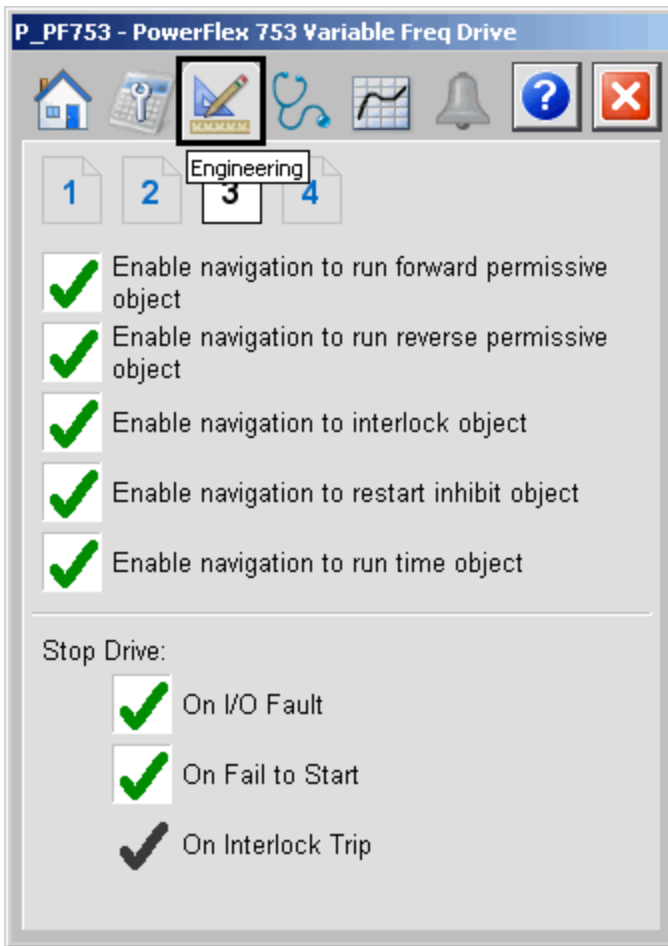 P_PF753 - PowerFlex 753 Variable Freq Drive
?
Engineering
1 2 3 4
Enable navigation to run forward permissive
object
Enable navigation to run reverse permissive
object
Enable navigation to interlock object
Enable navigation to restart inhibit object
Enable navigation to run time object
Stop Drive:
On I/O Fault
On Fail to Start
On Interlock Trip